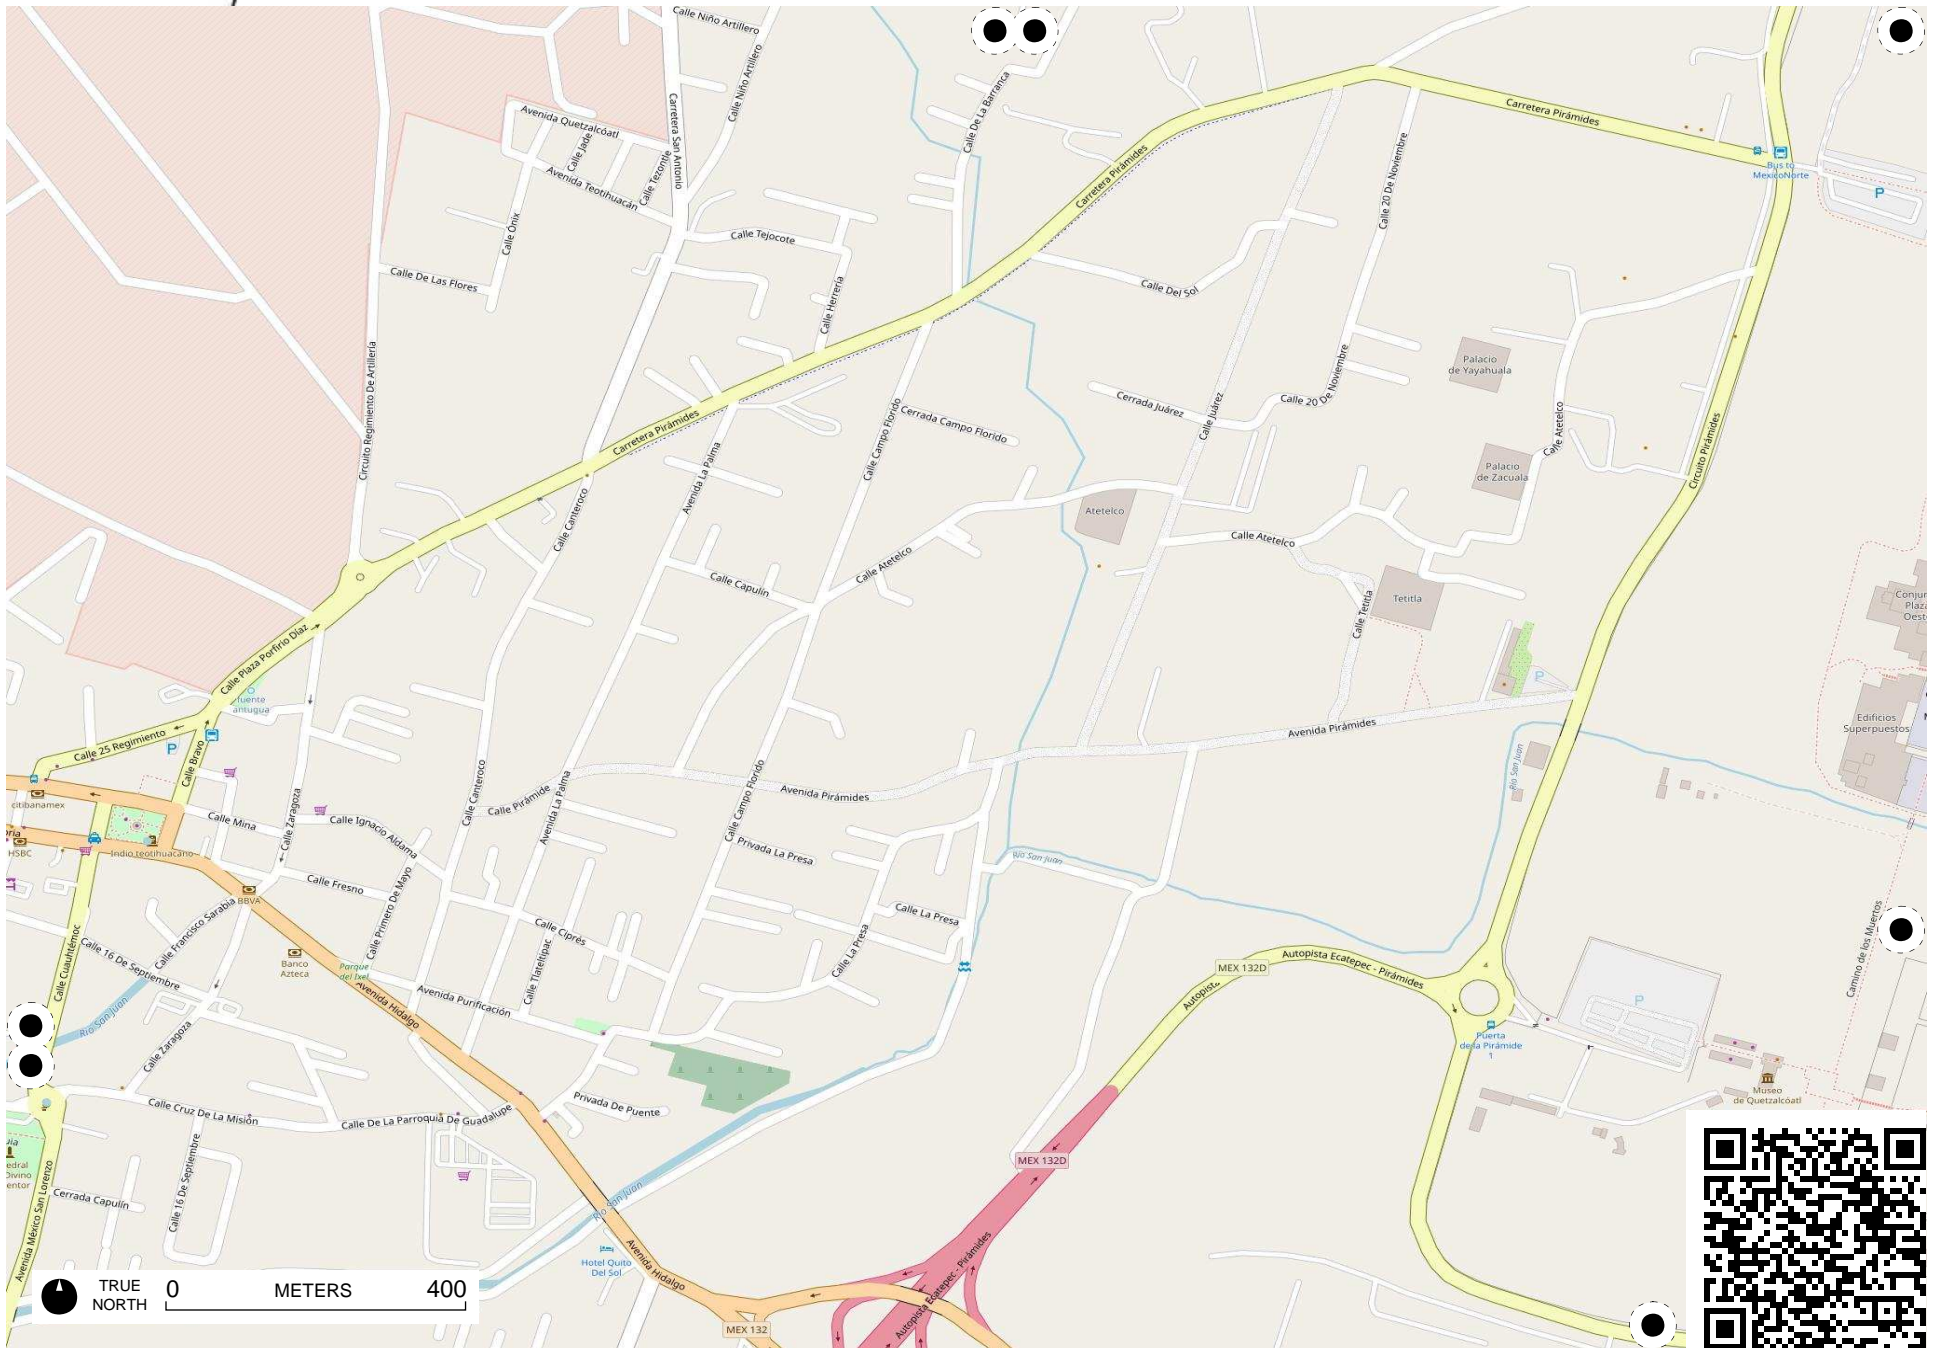 Calle Niño Artillero
Calle Niño Artillero
Carretera San Antonio
Avenida Quetzalcóatl
Calle Jade
Calle Tezontle
Avenida Teotihuacán
Calle Ónix
Calle De Las Flores
Calle Tejocote
Calle Herrería
Calle De La Barranca
Carretera Pirámides
Carretera Pirámides
Bus to
MexicoNorte
P
Calle 20 De Noviembre
Calle Del Sol
Circuito Regimiento De Artillería
Carretera Pirámides
Avenida La Palma
Calle Campo Florido
Cerrada Campo Florido
Cerrada Juárez
Calle Juárez
Calle 20 De Noviembre
Palacio
de Yayahuala
Palacio
de Zacuala
Calle Atetelco
Circuito Pirámides
Calle Canteroco
Atetelco
Calle Atetelco
Calle Atetelco
Calle Capulín
Tetitla
Calle Tetitla
Calle Plaza Porfirio Díaz
Calle 25 Regimiento
P
Calle Bravo
P
Edificios
Superpuestos
Avenida Pirámides
Río San Juan
citibanamex
Calle Mina
Calle Zaragoza
Calle Ignacio Aldama
Calle Canteroco
Calle Pirámide
Avenida La Palma
Avenida Pirámides
Calle Campo Florido
HSBC
Indio teotihuacano
Privada La Presa
Río San Juan
Calle Fresno
BBVA
Calle Primero De Mayo
Calle Francisco Sarabia
Calle Ciprés
Calle La Presa
Calle La Presa
Calle Cuauhtémoc
Calle 16 De Septiembre
Banco
Azteca
Parque
del Ixel
Calle Tlateltipac
Avenida Purificación
Avenida Hidalgo
Río San Juan
Calle Zaragoza
MEX 132D
Autopista Ecatepec - Pirámides
Autopista
Camino de los Muertos
P
Puerta
de la Pirámide
1
Museo
de Quetzalcóatl
Calle Cruz De La Misión
Calle De La Parroquia De Guadalupe
Privada De Puente
MEX 132D
Cerrada Capulín
Calle 16 De Septiembre
Avenida México San Lorenzo
Río San Juan
Hotel Quito
Del Sol
Avenida Hidalgo
Autopista Ecatepec - Pirámides
MEX 132
TRUE
NORTH
0 METERS 400